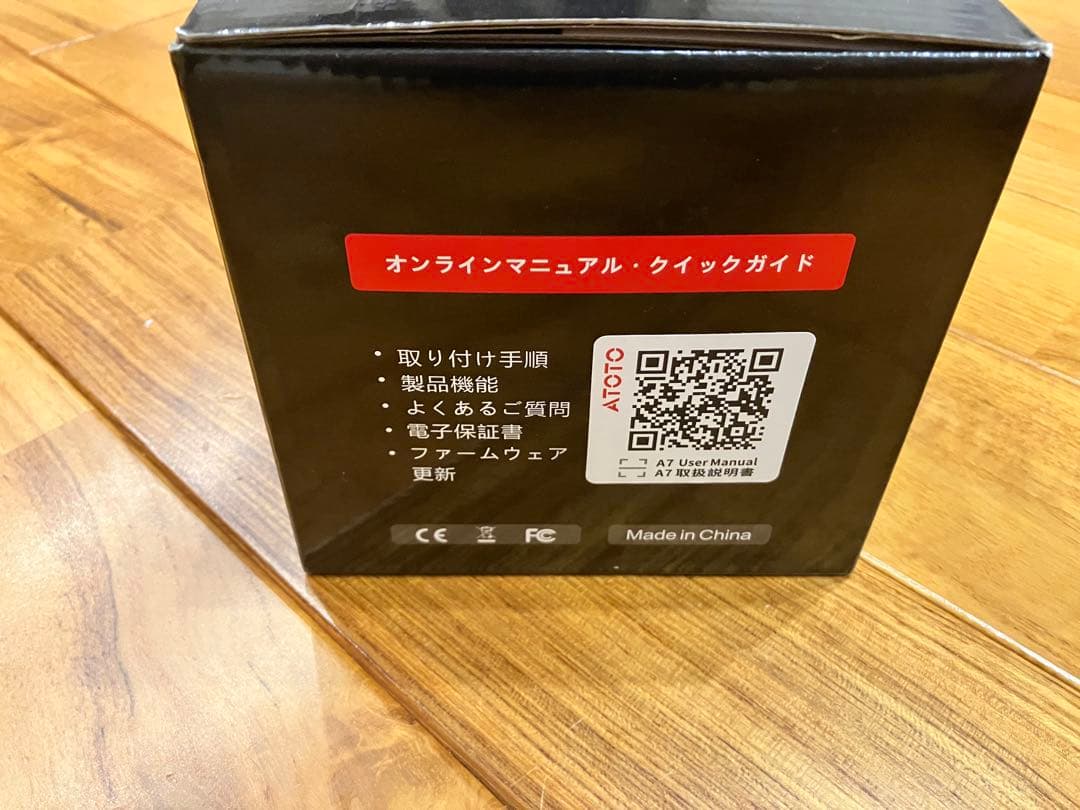 オンラインマニュアル・クイックガイド
・取り付け手順
・製品機能
・よくあるご質問
・電子保証書
・ファームウェア
更新
ATOTO
A7 User Manual
A7 取扱説明書
CE FC
Made in China